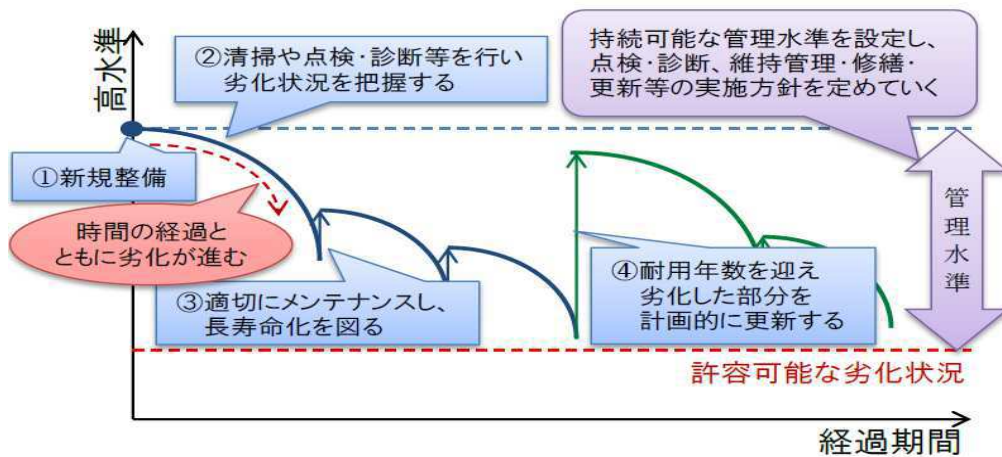 高水準
②清掃や点検・診断等を行い
劣化状況を把握する
持続可能な管理水準を設定し、
点検・診断、維持管理・修繕・
更新等の実施方針を定めていく
①新規整備
時間の経過と
ともに劣化が進む
③適切にメンテナンスし、
長寿命化を図る
④耐用年数を迎え
劣化した部分を
計画的に更新する
管理水準
許容可能な劣化状況
経過期間